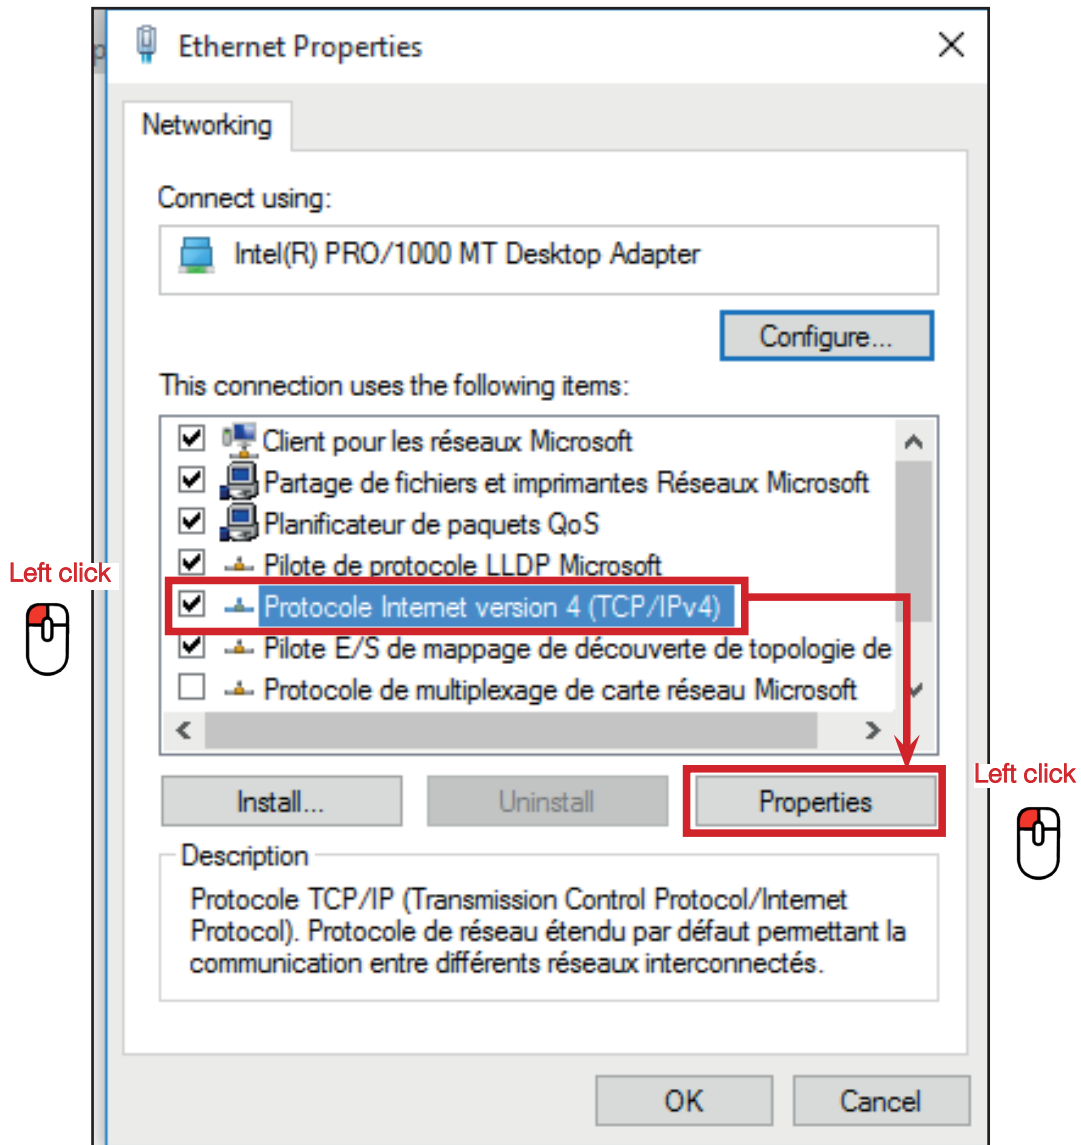 Ethernet Properties
Networking
Connect using:
Intel(R) PRO/1000 MT Desktop Adapter
Configure...
This connection uses the following items:
Client pour les réseaux Microsoft
Partage de fichiers et imprimantes Réseaux Microsoft
Planificateur de paquets QoS
Pilote de protocole LLDP Microsoft
Left click
Protocole Internet version 4 (TCP/IPv4)
Pilote E/S de mappage de découverte de topologie de
Protocole de multiplexage de carte réseau Microsoft
Left click
Install...
Uninstall
Properties
Description
Protocole TCP/IP (Transmission Control Protocol/Internet
Protocol). Protocole de réseau étendu par défaut permettant la
communication entre différents réseaux interconnectés.
OK
Cancel